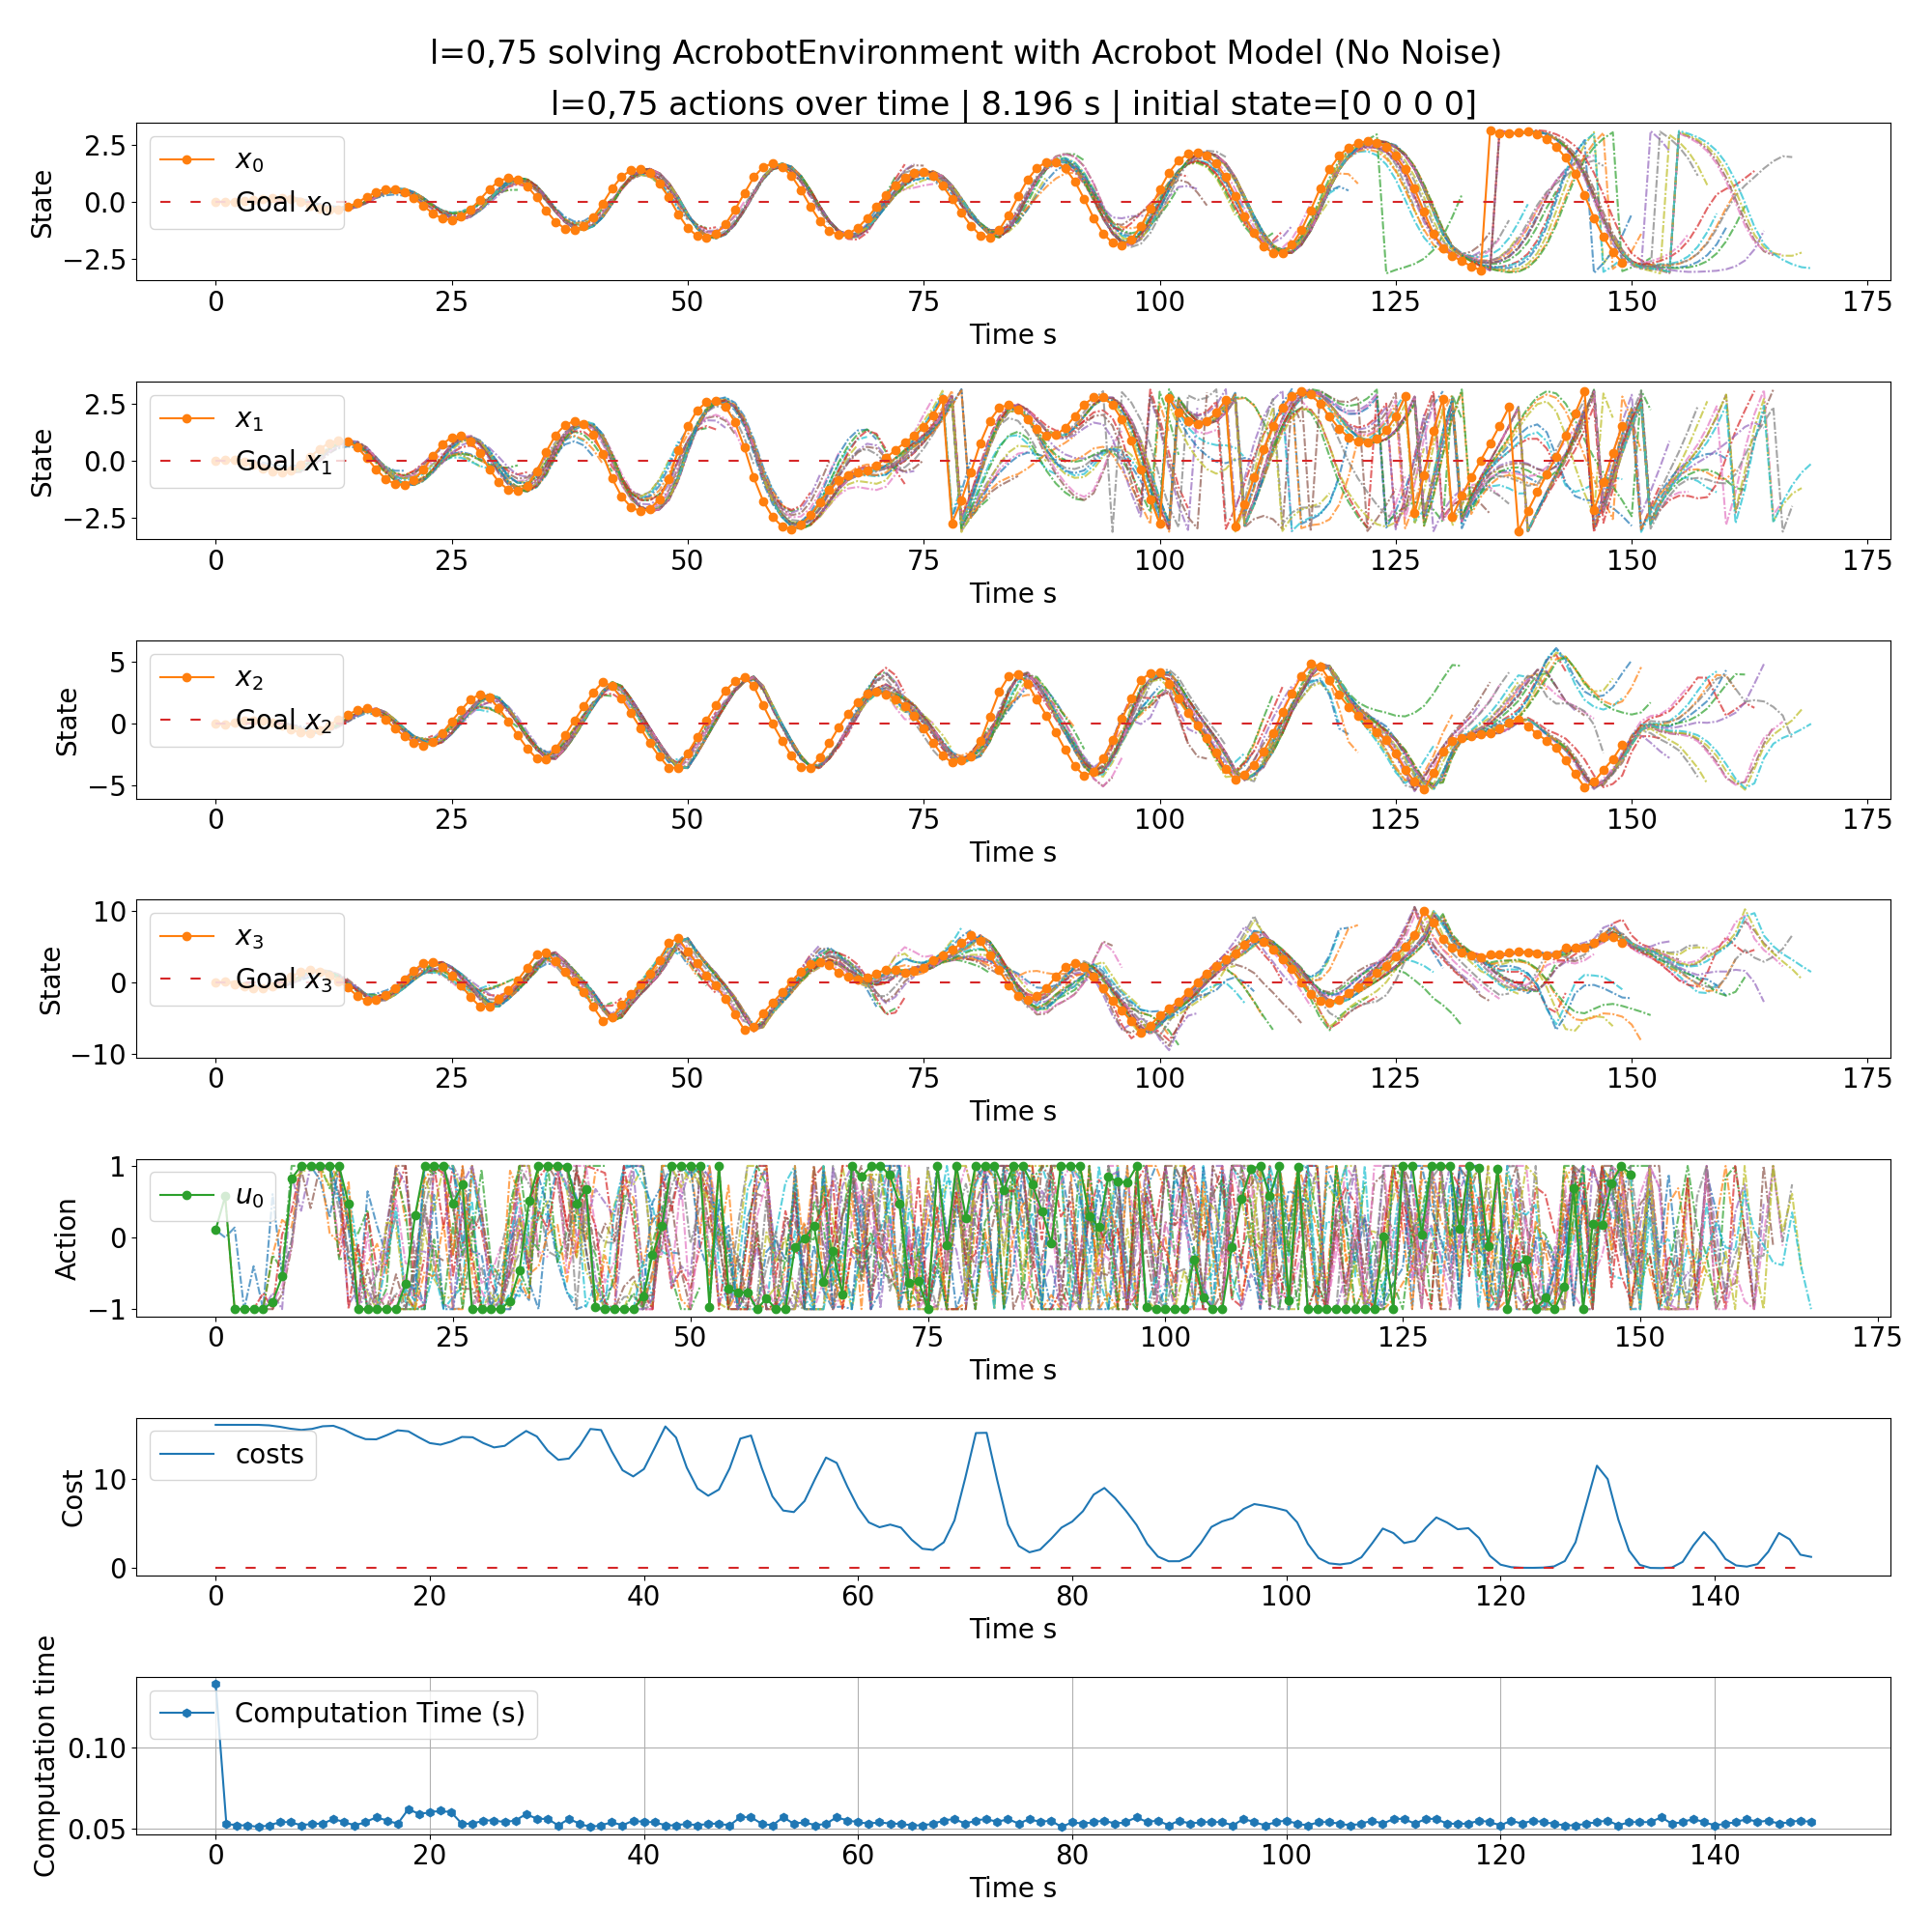 l=0,75 solving AcrobotEnvironment with Acrobot Model (No Noise)
l=0,75 actions over time | 8.196 s | initial state=[0 0 0 0]
State
2.5
0.0
−2.5
x₀
Goal x₀
0 25 50 75 100 125 150 175
Time s
State
2.5
0.0
−2.5
x₁
Goal x₁
0 25 50 75 100 125 150 175
Time s
State
5
0
−5
x₂
Goal x₂
0 25 50 75 100 125 150 175
Time s
State
10
0
−10
x₃
Goal x₃
0 25 50 75 100 125 150 175
Time s
Action
1
0
−1
u₀
0 25 50 75 100 125 150 175
Time s
Cost
10
0
costs
0 20 40 60 80 100 120 140
Time s
Computation time
0.10
0.05
Computation Time (s)
0 20 40 60 80 100 120 140
Time s